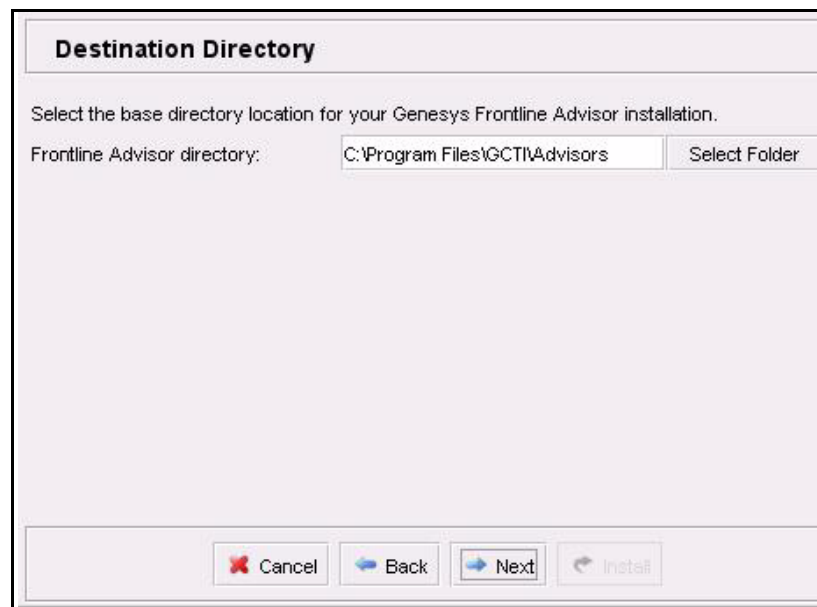 Destination Directory
Select the base directory location for your Genesys Frontline Advisor installation.
Frontline Advisor directory: C:\Program Files\GCTI\Advisors Select Folder
Cancel Back Next Install